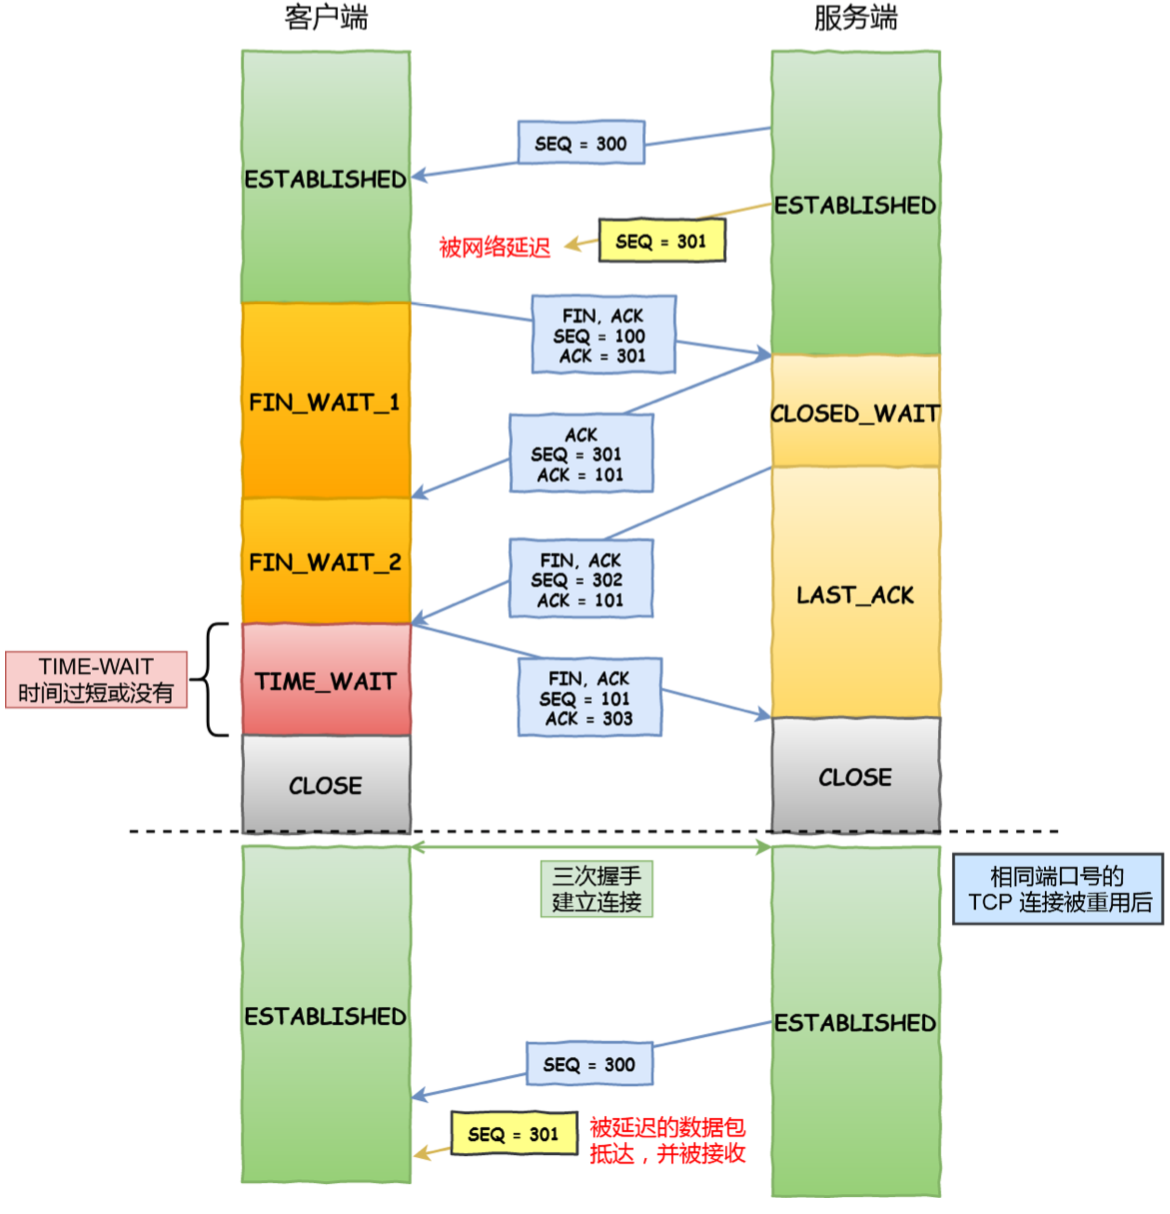 客户端
服务端
SEQ = 300
ESTABLISHED
ESTABLISHED
SEQ = 301
被网络延迟
FIN, ACK
SEQ = 100
ACK = 301
FIN_WAIT_1
CLOSED_WAIT
ACK
SEQ = 301
ACK = 101
FIN_WAIT_2
FIN, ACK
SEQ = 302
ACK = 101
LAST_ACK
TIME-WAIT
时间过短或没有
TIME_WAIT
FIN, ACK
SEQ = 101
ACK = 303
CLOSE
CLOSE
三次握手
建立连接
相同端口号的
TCP 连接被重用后
ESTABLISHED
ESTABLISHED
SEQ = 300
SEQ = 301
被延迟的数据包
抵达，并被接收